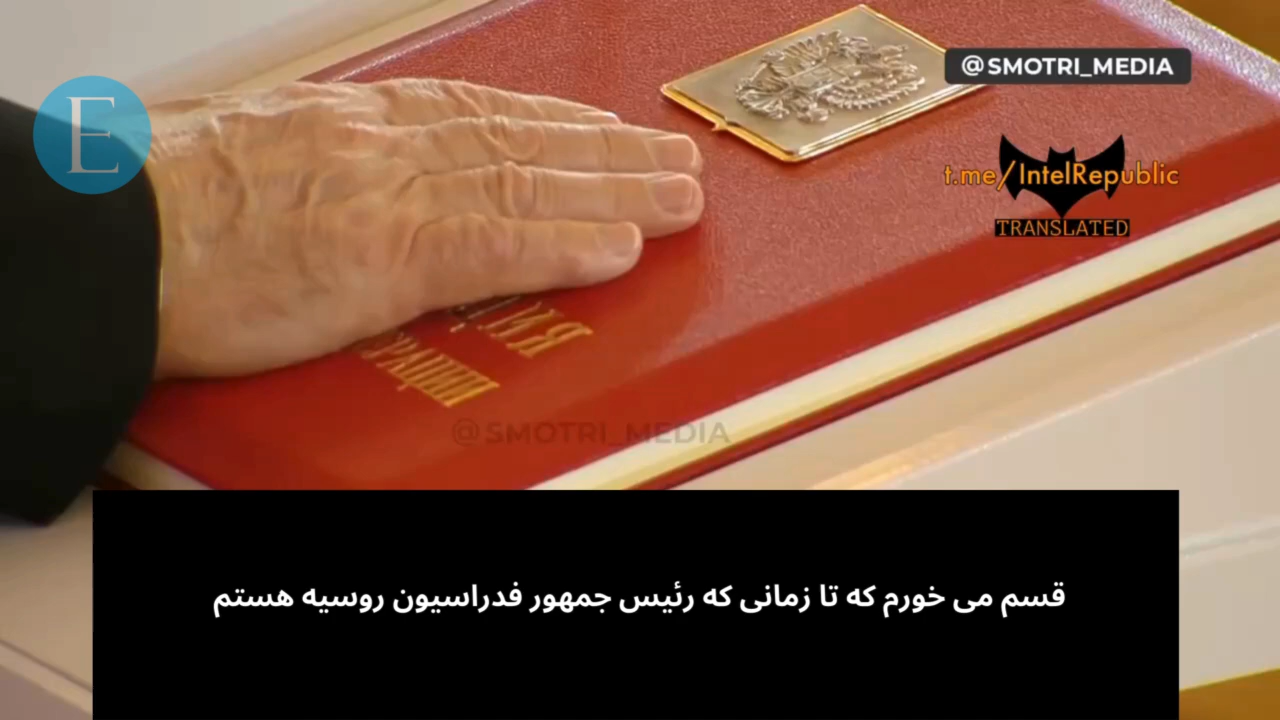 E
@SMOTRI_MEDIA
t.me/IntelRepublic
TRANSLATED
@SMOTRI_MEDIA
قسم می خورم که تا زمانی که رئیس جمهور فدراسیون روسیه هستم